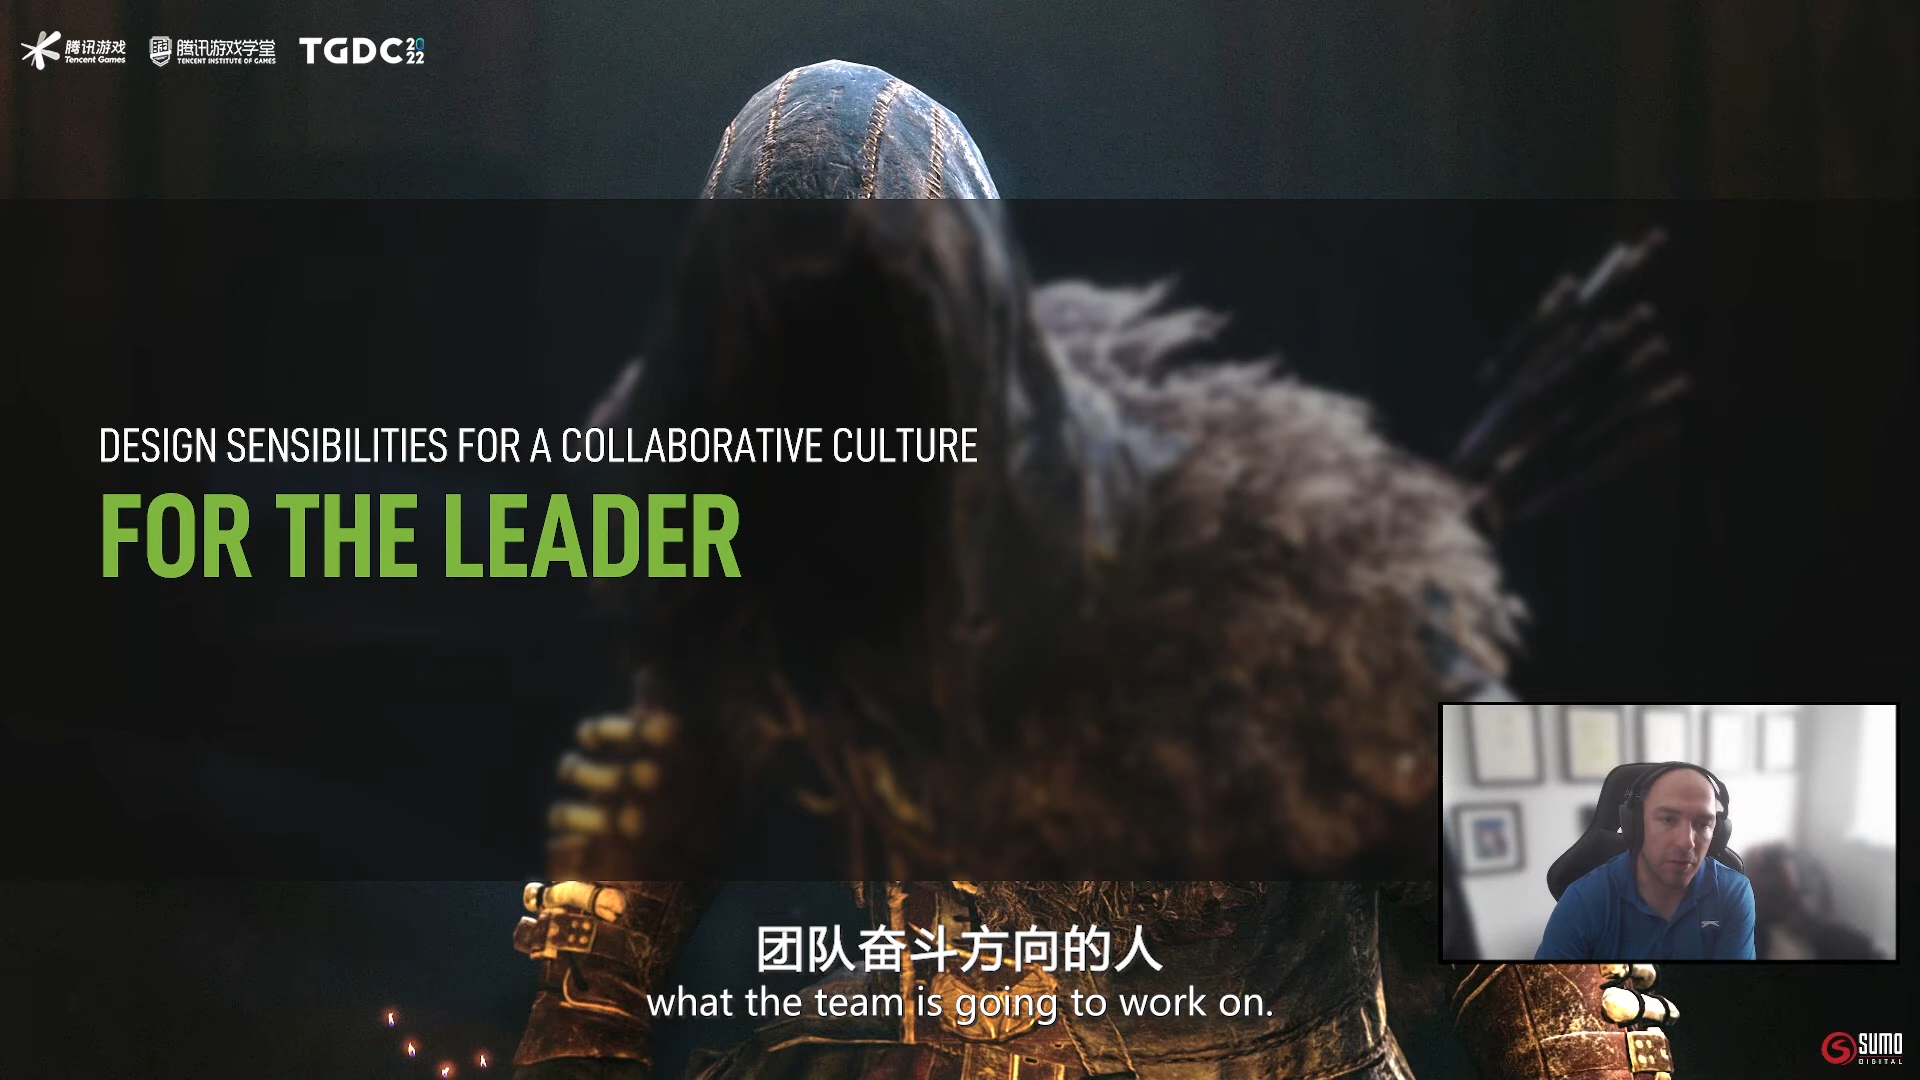 腾讯游戏
Tencent Games
腾讯游戏学堂
TENCENT INSTITUTE OF GAMES
TGDC 2022
DESIGN SENSIBILITIES FOR A COLLABORATIVE CULTURE
FOR THE LEADER
团队奋斗方向的人
what the team is going to work on.
SUMO
DIGITAL